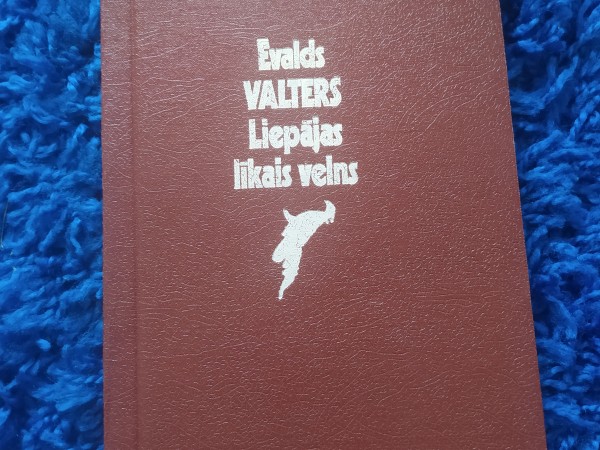 Evalds
VALTERS
Liepājas
līkais velns